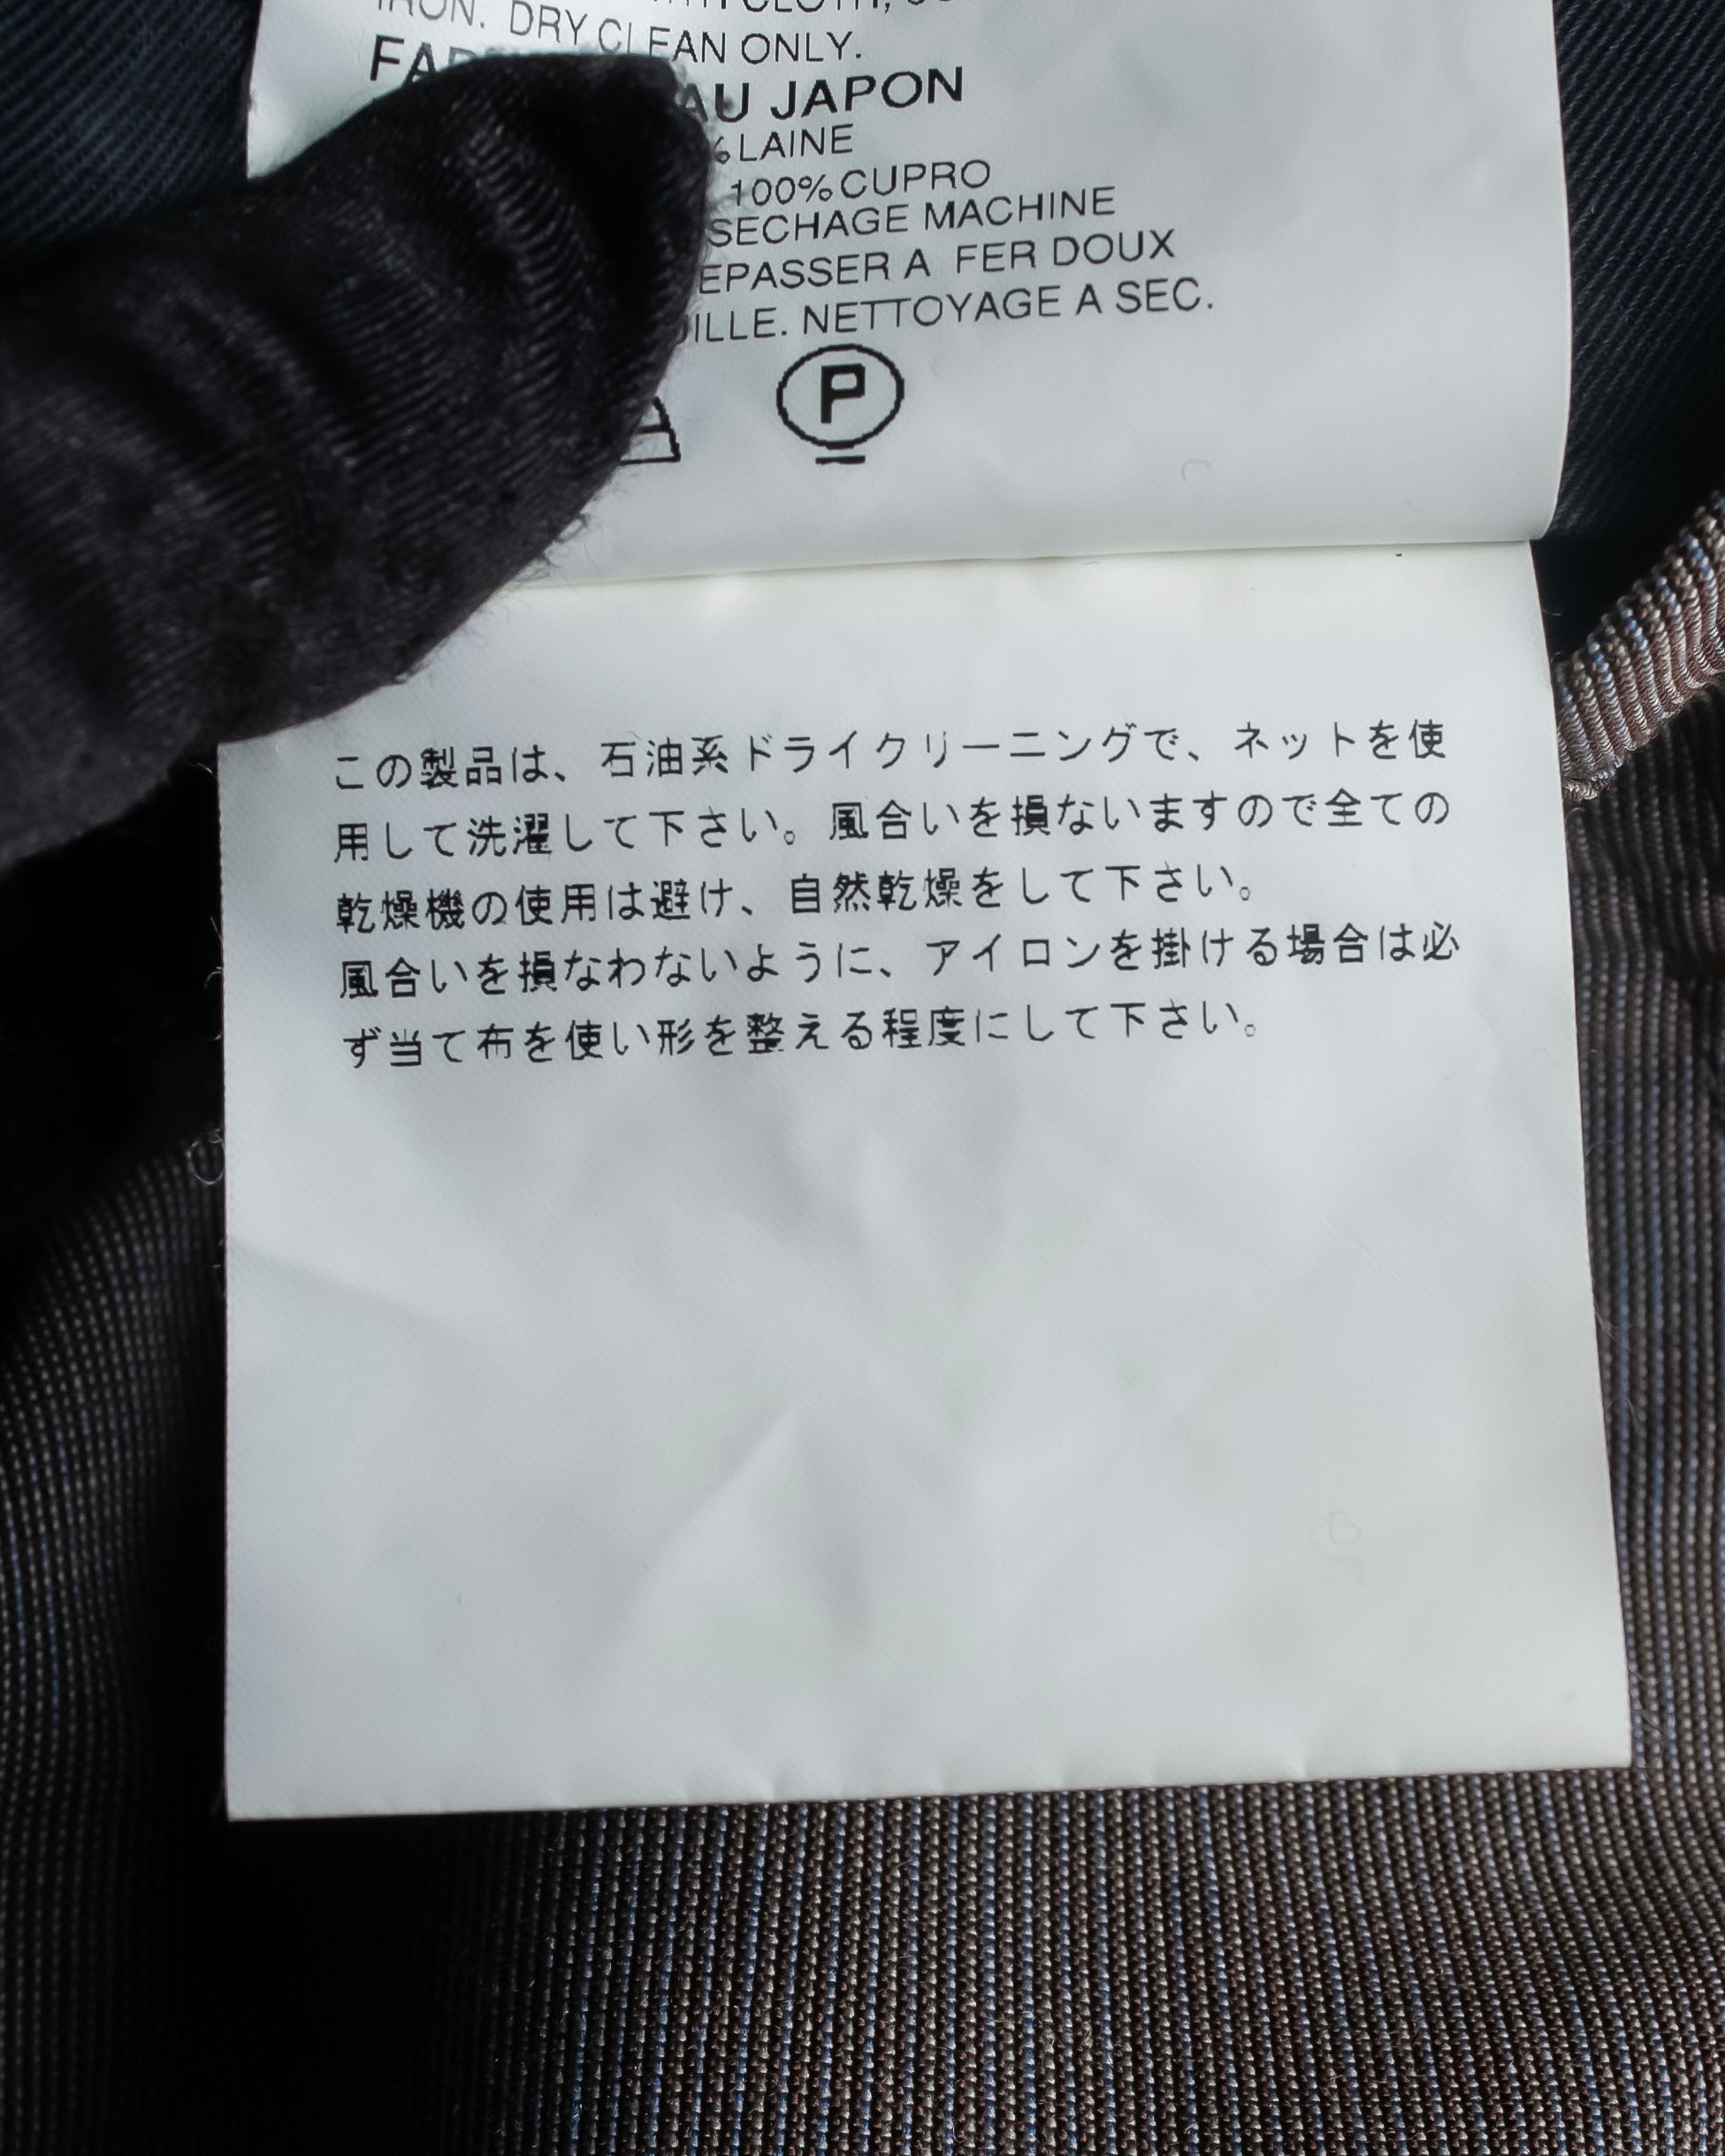 IRON. DRY CLEAN ONLY.
AU JAPON
% LAINE
100% CUPRO
SECHAGE MACHINE
EPASSER A FER DOUX
ILLE. NETTOYAGE A SEC.
P
この製品は、石油系ドライクリーニングで、ネットを使
用して洗濯して下さい。風合いを損ないますので全ての
乾燥機の使用は避け、自然乾燥をして下さい。
風合いを損なわないように、アイロンを掛ける場合は必
ず当て布を使い形を整える程度にして下さい。